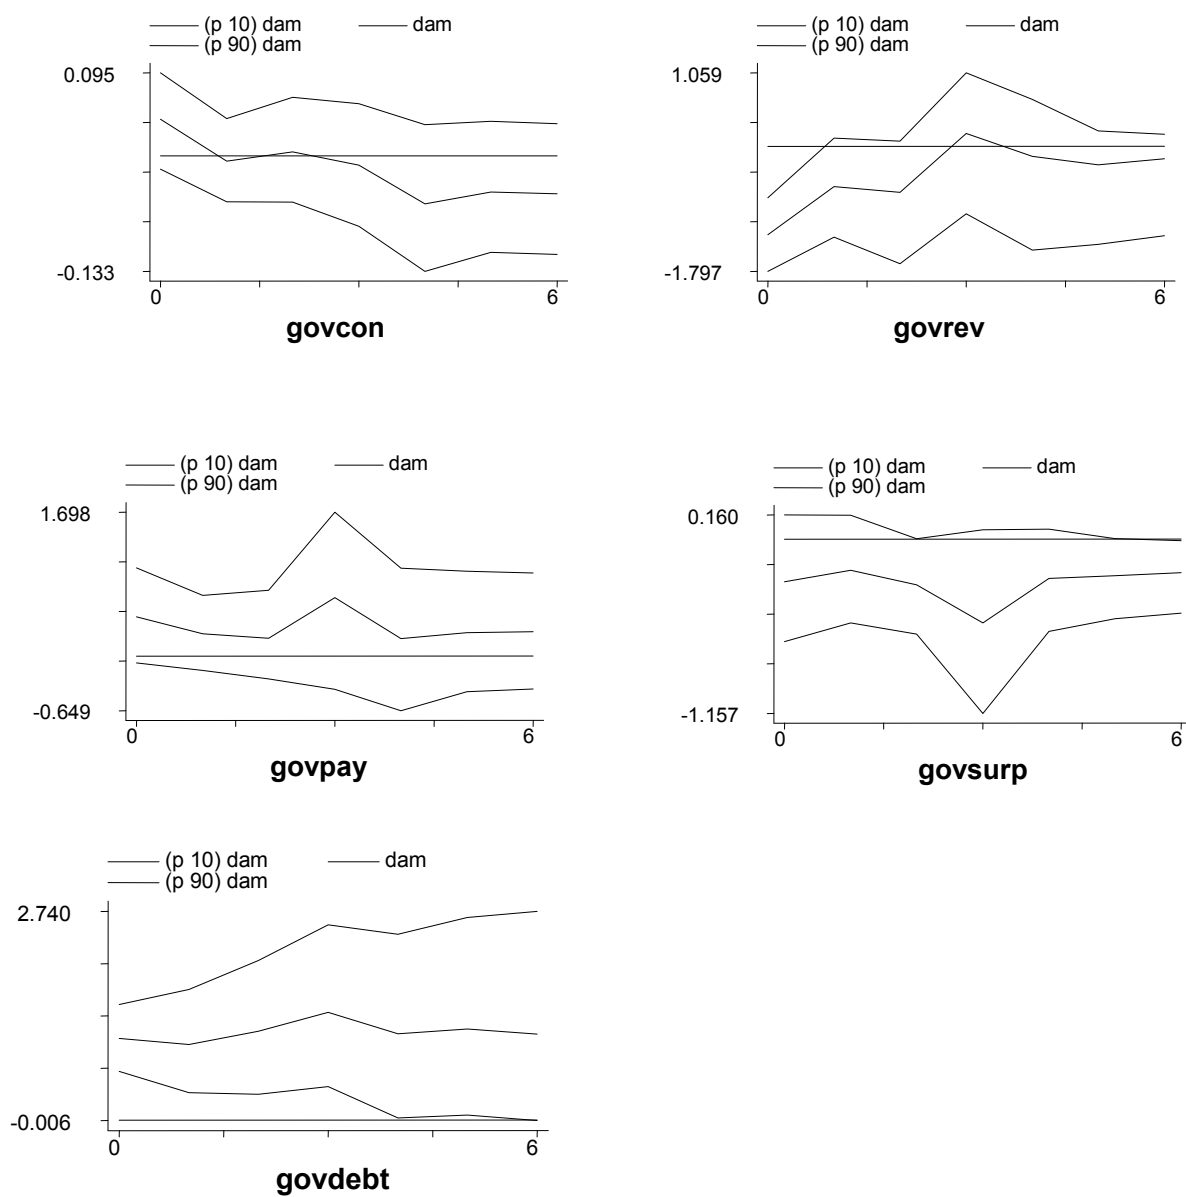 (p 10) dam dam
(p 90) dam
0.095
-0.133
0 6
govcon
(p 10) dam dam
(p 90) dam
1.059
-1.797
0 6
govrev
(p 10) dam dam
(p 90) dam
1.698
-0.649
0 6
govpay
(p 10) dam dam
(p 90) dam
0.160
-1.157
0 6
govsurp
(p 10) dam dam
(p 90) dam
2.740
-0.006
0 6
govdebt